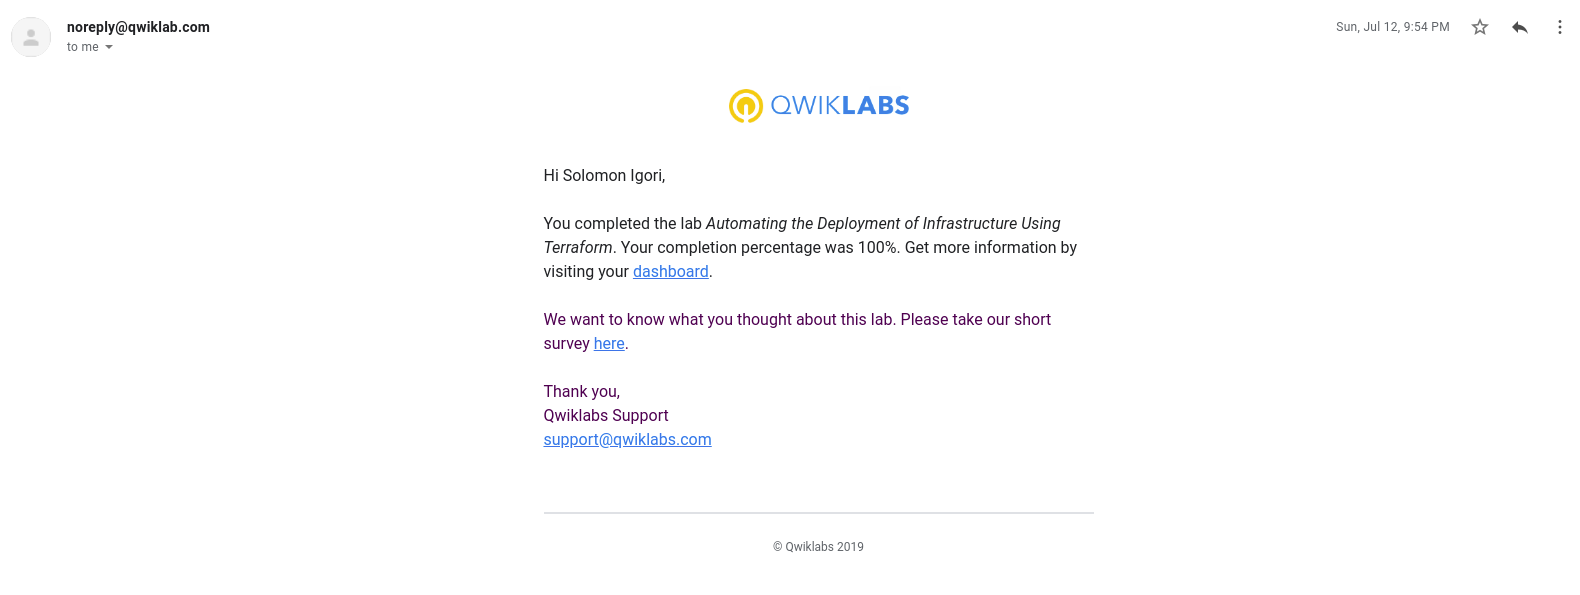 noreply@qwiklab.com
Sun, Jul 12, 9:54 PM
to me
QWIKLABS
Hi Solomon Igori,
You completed the lab Automating the Deployment of Infrastructure Using
Terraform. Your completion percentage was 100%. Get more information by
visiting your dashboard.
We want to know what you thought about this lab. Please take our short
survey here.
Thank you,
Qwiklabs Support
support@qwiklabs.com
© Qwiklabs 2019